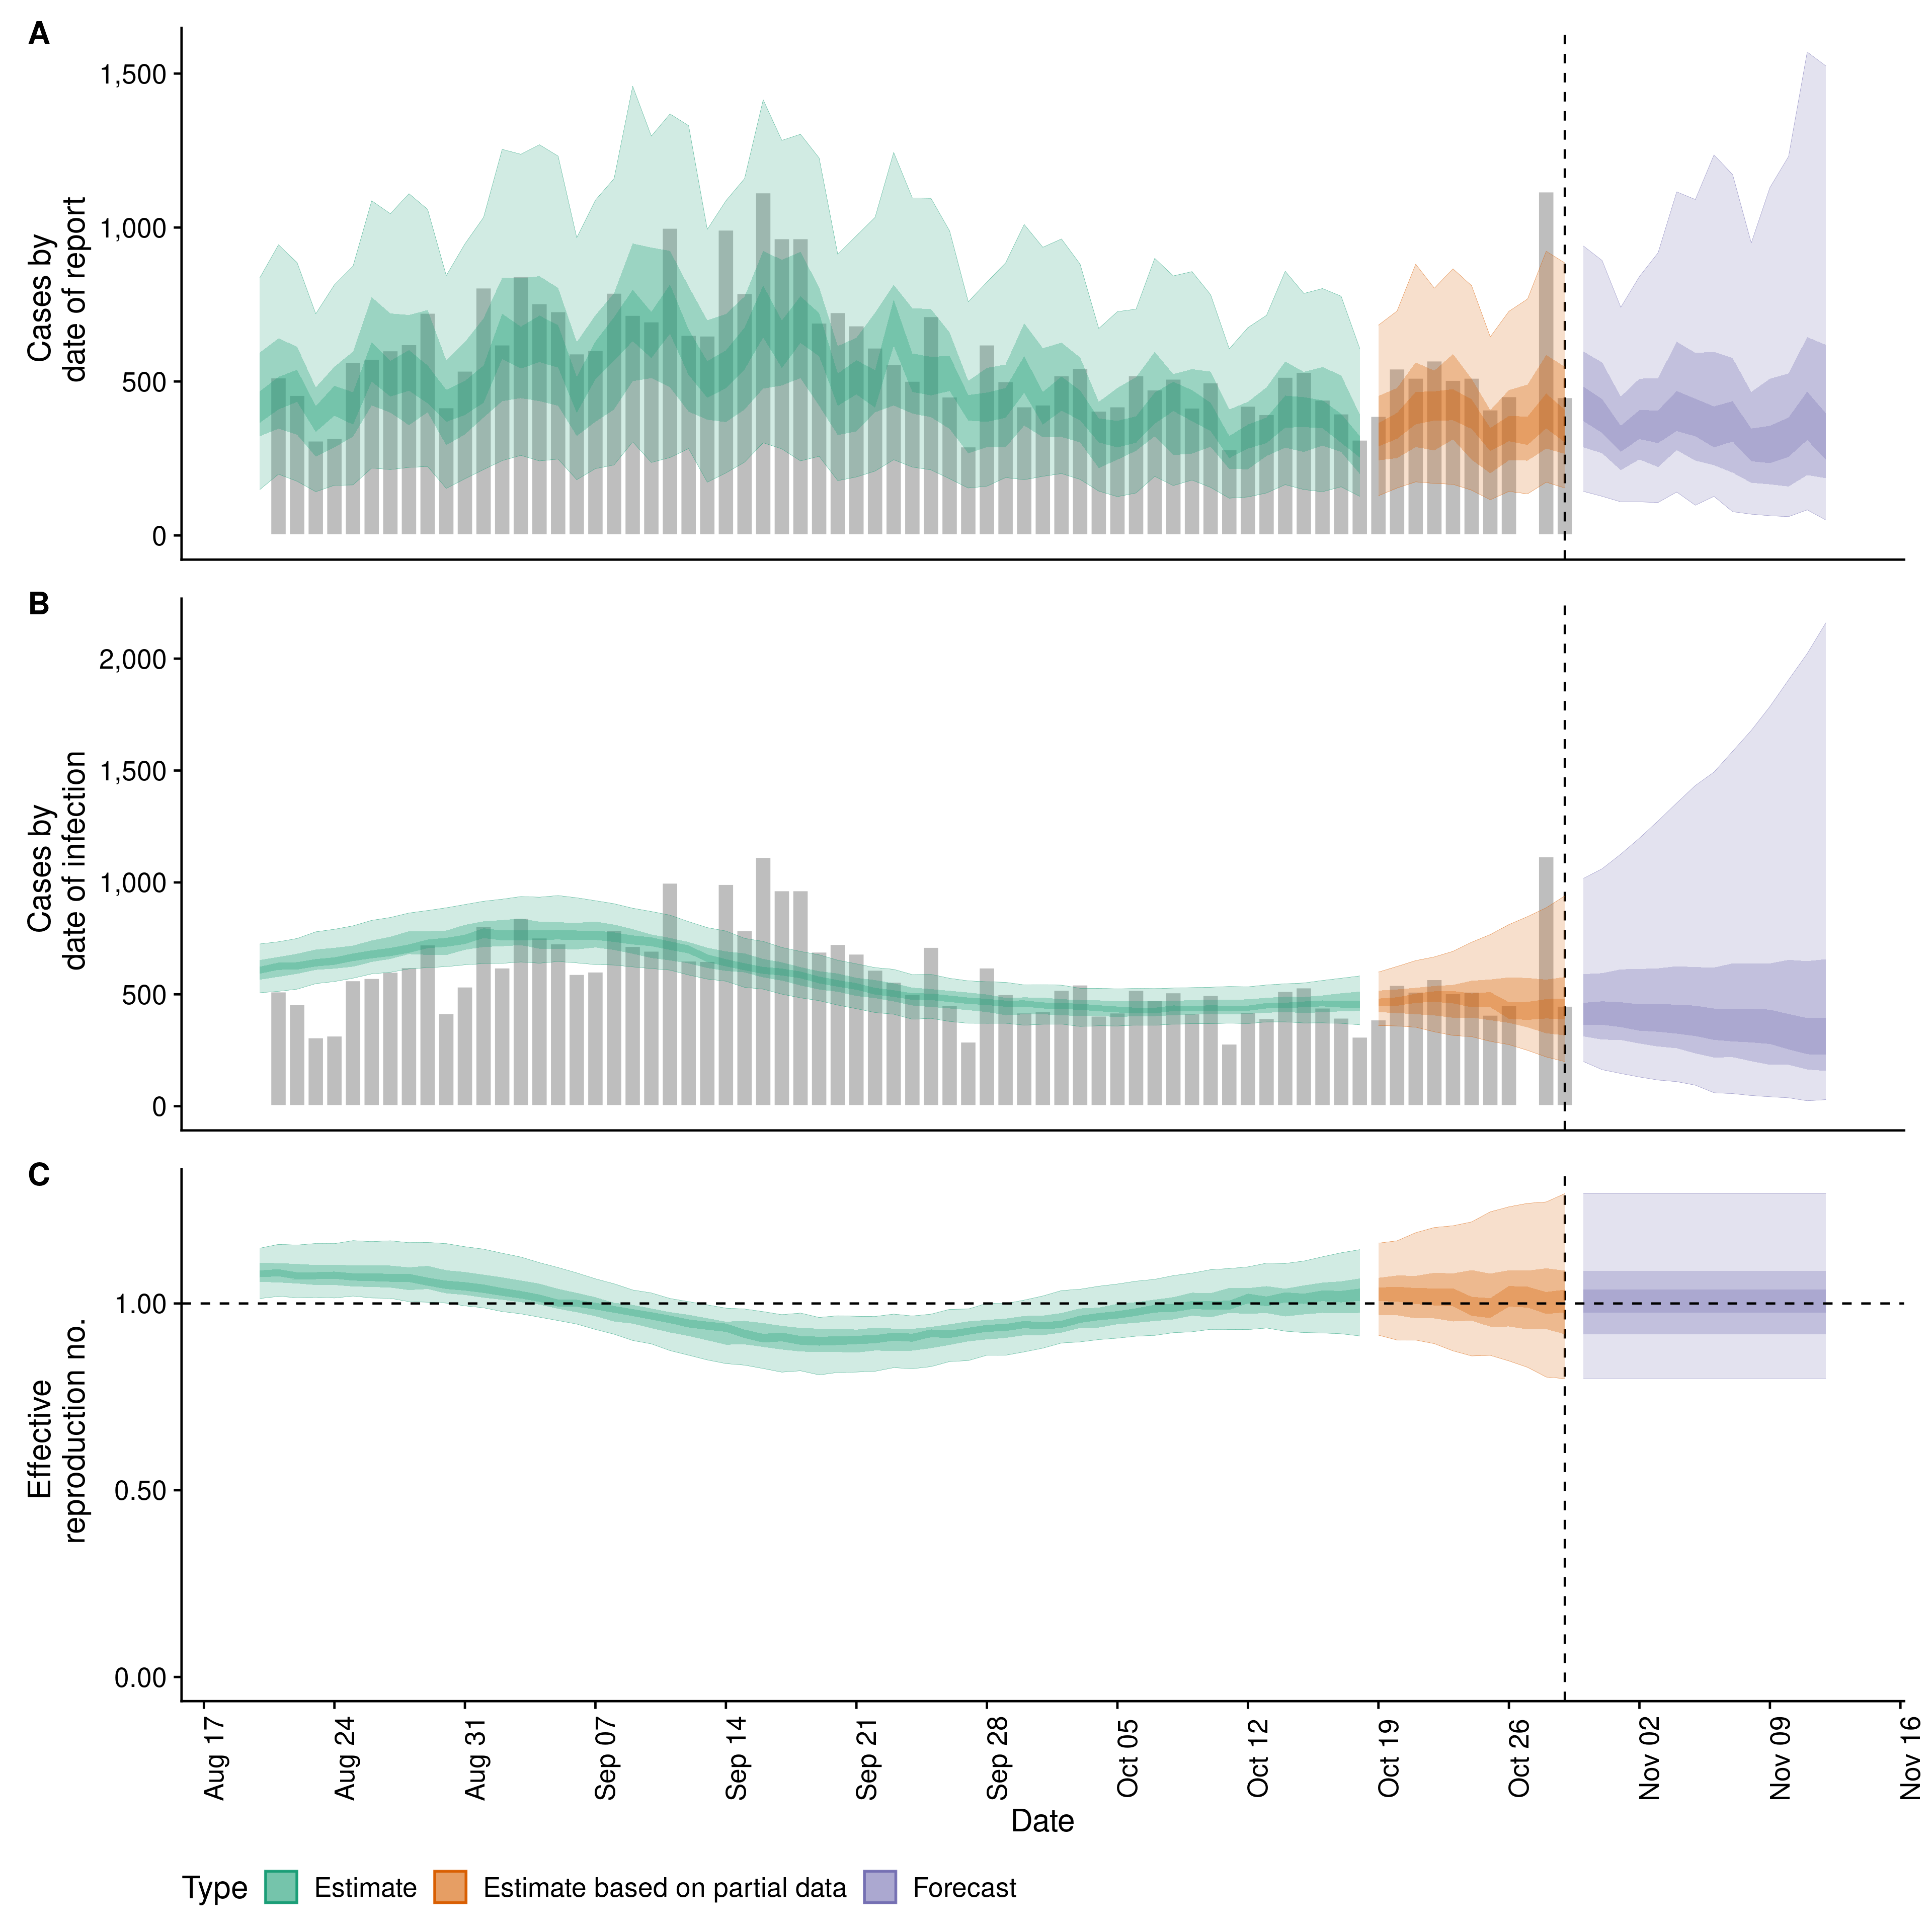 A
Cases by
date of report
1,500
1,000
500
0
B
Cases by
date of infection
2,000
1,500
1,000
500
0
C
Effective
reproduction no.
1.00
0.50
0.00
Aug 17
Aug 24
Aug 31
Sep 07
Sep 14
Sep 21
Sep 28
Oct 05
Oct 12
Oct 19
Oct 26
Nov 02
Nov 09
Nov 16
Date
Type
Estimate
Estimate based on partial data
Forecast